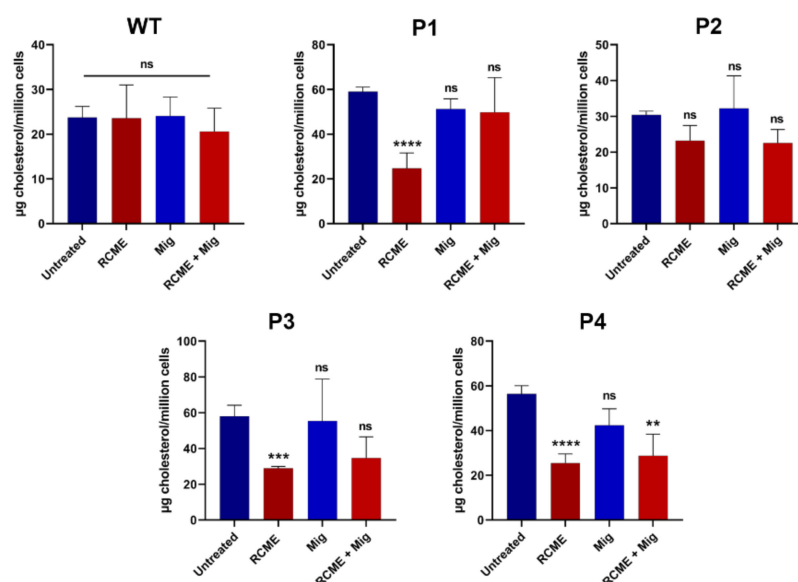 WT
µg cholesterol/million cells
40
30
20
10
0
ns
Untreated
RCME
Mig
RCME + Mig
P1
µg cholesterol/million cells
80
60
40
20
0
****
ns
ns
Untreated
RCME
Mig
RCME + Mig
P2
µg cholesterol/million cells
50
40
30
20
10
0
ns
ns
ns
Untreated
RCME
Mig
RCME + Mig
P3
µg cholesterol/million cells
100
80
60
40
20
0
***
ns
ns
Untreated
RCME
Mig
RCME + Mig
P4
µg cholesterol/million cells
80
60
40
20
0
****
ns
**
Untreated
RCME
Mig
RCME + Mig